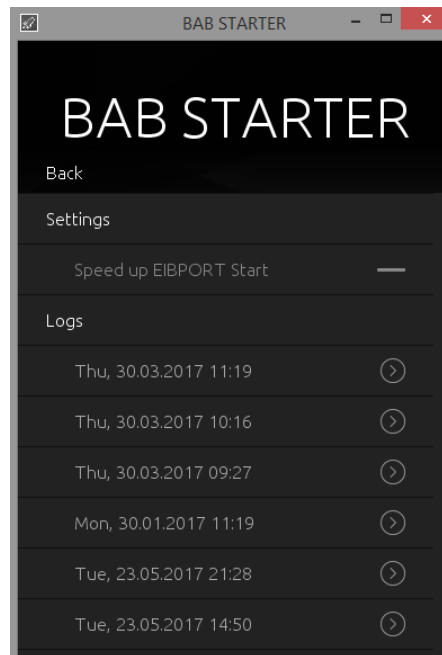 BAB STARTER
BAB STARTER
Back
Settings
Speed up EIBPORT Start
Logs
Thu, 30.03.2017 11:19
Thu, 30.03.2017 10:16
Thu, 30.03.2017 09:27
Mon, 30.01.2017 11:19
Tue, 23.05.2017 21:28
Tue, 23.05.2017 14:50